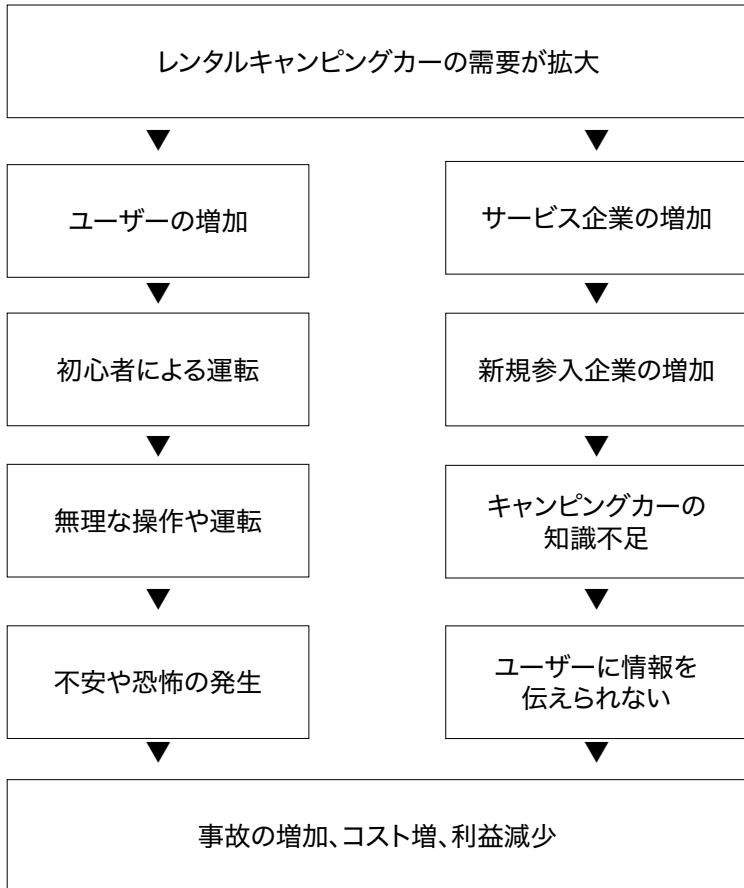 レンタルキャンピングカーの需要が拡大
▼
▼
ユーザーの増加
サービス企業の増加
▼
▼
初心者による運転
新規参入企業の増加
▼
▼
無理な操作や運転
キャンピングカーの
知識不足
▼
▼
不安や恐怖の発生
ユーザーに情報を
伝えられない
▼
▼
事故の増加、コスト増、利益減少